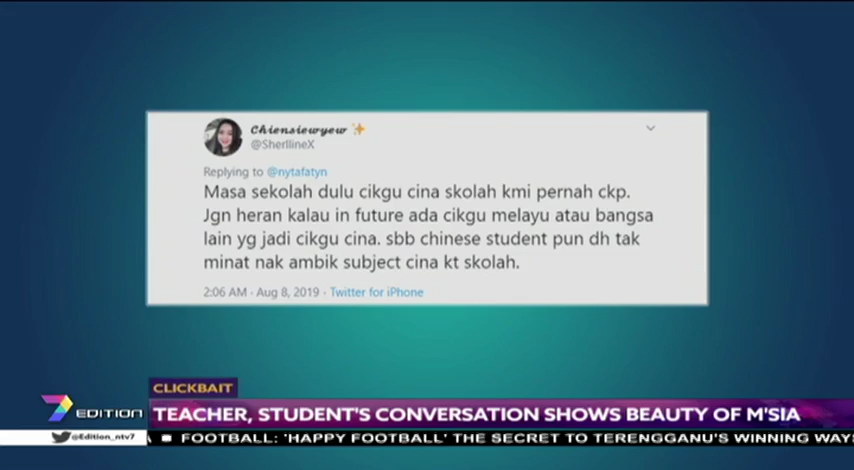 Chiensiewyew
@SherllineX
Replying to @nytafatyn
Masa sekolah dulu cikgu cina skolah kmi pernah ckp.
Jgn heran kalau in future ada cikgu melayu atau bangsa
lain yg jadi cikgu cina. sbb chinese student pun dh tak
minat nak ambik subject cina kt skolah.
2:06 AM · Aug 8, 2019 · Twitter for iPhone
CLICKBAIT
7 EDITION
TEACHER, STUDENT'S CONVERSATION SHOWS BEAUTY OF M'SIA
@Edition_ntv7
FOOTBALL: 'HAPPY FOOTBALL' THE SECRET TO TERENGGANU'S WINNING WAY